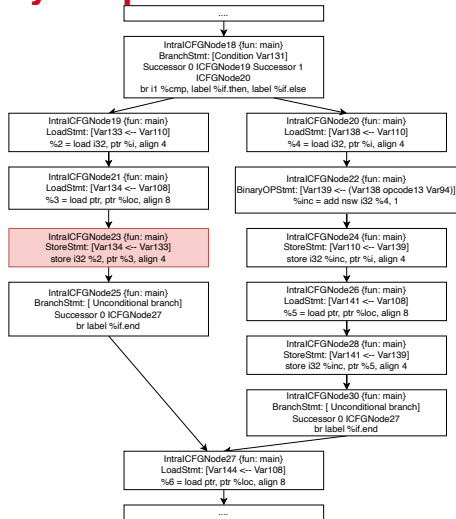 ....
IntraICFGNode18 {fun: main}
BranchStmt: [Condition Var131]
Successor 0 ICFGNode19 Successor 1
ICFGNode20
br i1 %cmp, label %if.then, label %if.else
IntraICFGNode19 {fun: main}
LoadStmt: [Var133 <-- Var110]
%2 = load i32, ptr %i, align 4
IntraICFGNode20 {fun: main}
LoadStmt: [Var138 <-- Var110]
%4 = load i32, ptr %i, align 4
IntraICFGNode21 {fun: main}
LoadStmt: [Var134 <-- Var108]
%3 = load ptr, ptr %loc, align 8
IntraICFGNode22 {fun: main}
BinaryOPStmt: [Var139 <-- (Var138 opcode13 Var94)]
%inc = add nsw i32 %4, 1
IntraICFGNode23 {fun: main}
StoreStmt: [Var134 <-- Var133]
store i32 %2, ptr %3, align 4
IntraICFGNode24 {fun: main}
StoreStmt: [Var110 <-- Var139]
store i32 %inc, ptr %i, align 4
IntraICFGNode25 {fun: main}
BranchStmt: [ Unconditional branch]
Successor 0 ICFGNode27
br label %if.end
IntraICFGNode26 {fun: main}
LoadStmt: [Var141 <-- Var108]
%5 = load ptr, ptr %loc, align 8
IntraICFGNode28 {fun: main}
StoreStmt: [Var141 <-- Var139]
store i32 %inc, ptr %5, align 4
IntraICFGNode30 {fun: main}
BranchStmt: [ Unconditional branch]
Successor 0 ICFGNode27
br label %if.end
IntraICFGNode27 {fun: main}
LoadStmt: [Var144 <-- Var108]
%6 = load ptr, ptr %loc, align 8
....